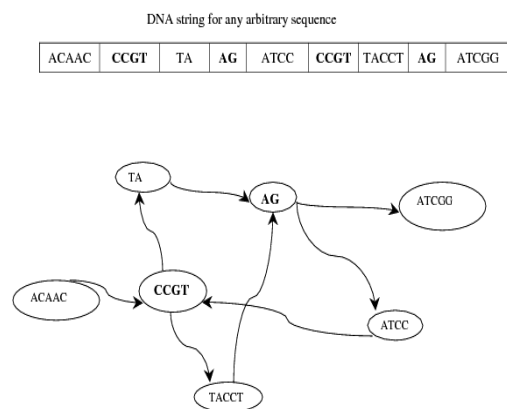 DNA string for any arbitrary sequence
ACAAC CCGT TA AG ATCC CCGT TACCT AG ATCGG
TA
AG
ATCGG
CCGT
ACAAC
ATCC
TACCT